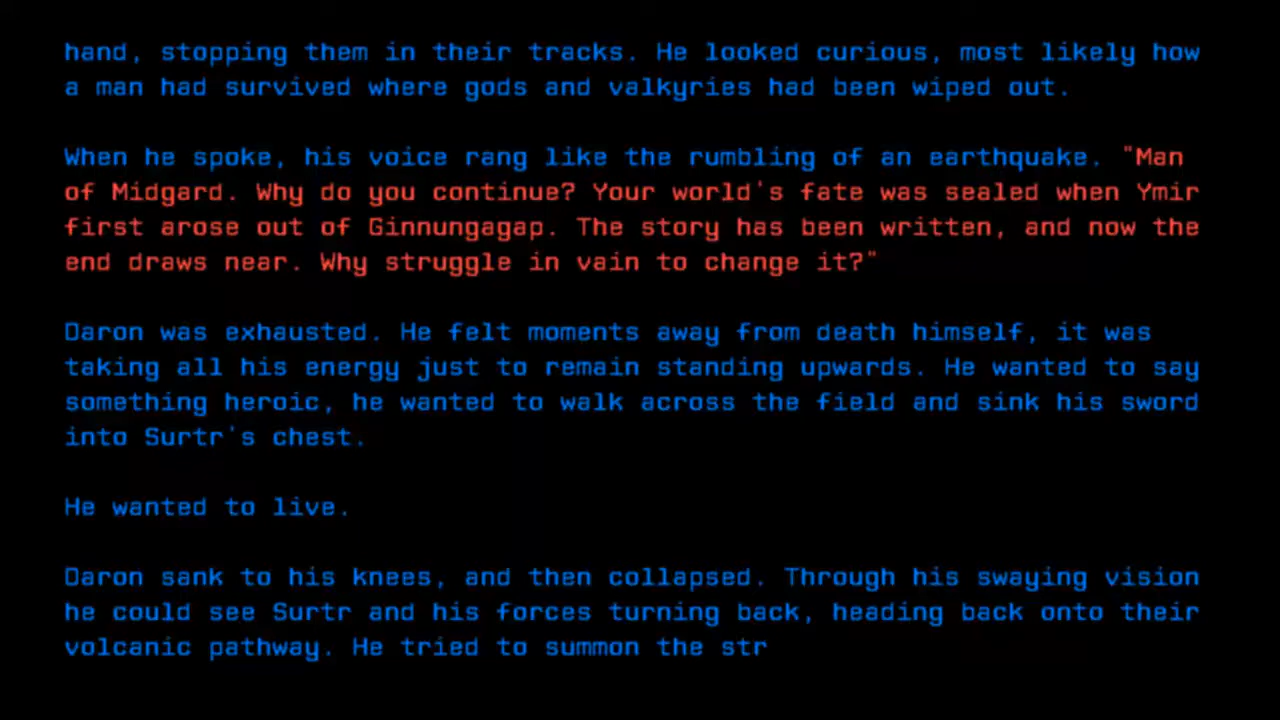 hand, stopping them in their tracks. He looked curious, most likely how
a man had survived where gods and valkyries had been wiped out.
When he spoke, his voice rang like the rumbling of an earthquake. "Man
of Midgard. Why do you continue? Your world's fate was sealed when Ymir
first arose out of Ginnungagap. The story has been written, and now the
end draws near. Why struggle in vain to change it?"
Daron was exhausted. He felt moments away from death himself, it was
taking all his energy just to remain standing upwards. He wanted to say
something heroic, he wanted to walk across the field and sink his sword
into Surtr's chest.
He wanted to live.
Daron sank to his knees, and then collapsed. Through his swaying vision
he could see Surtr and his forces turning back, heading back onto their
volcanic pathway. He tried to summon the str